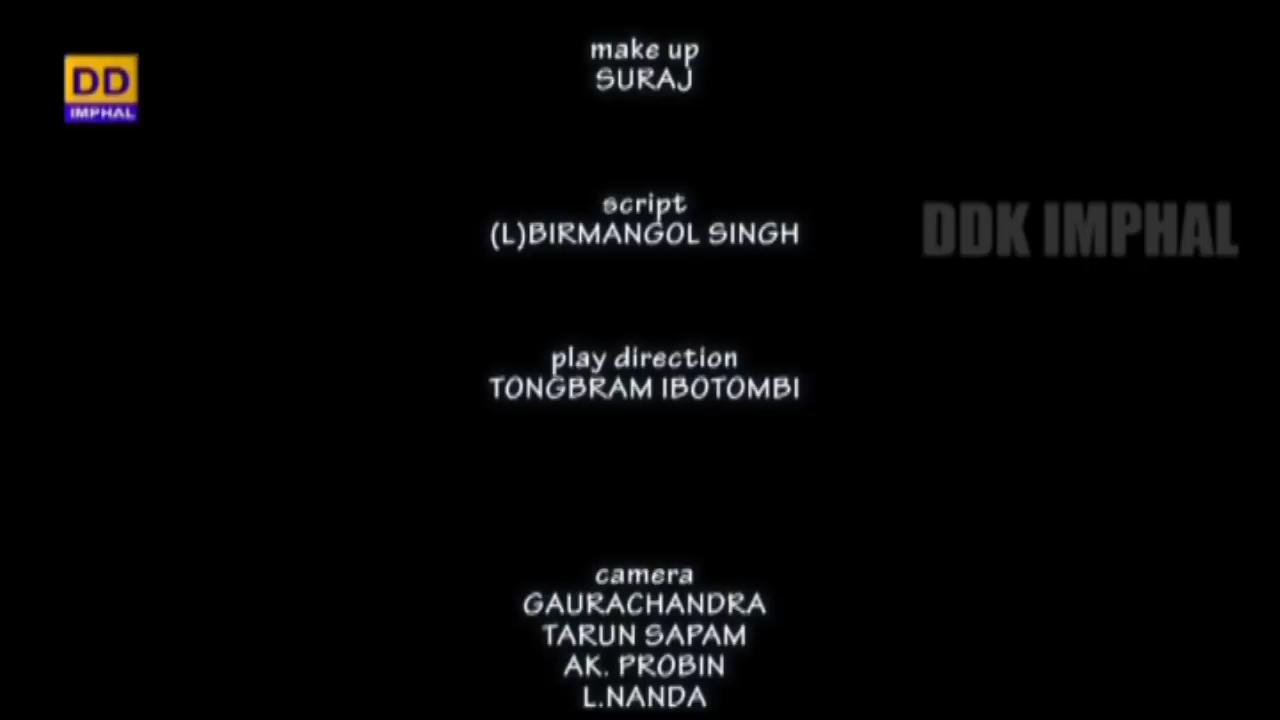 make up
SURAJ
DD
IMPHAL
script
(L)BIRMANGOL SINGH
DDK IMPHAL
play direction
TONGBRAM IBOTOMBI
camera
GAURACHANDRA
TARUN SAPAM
AK. PROBIN
L.NANDA